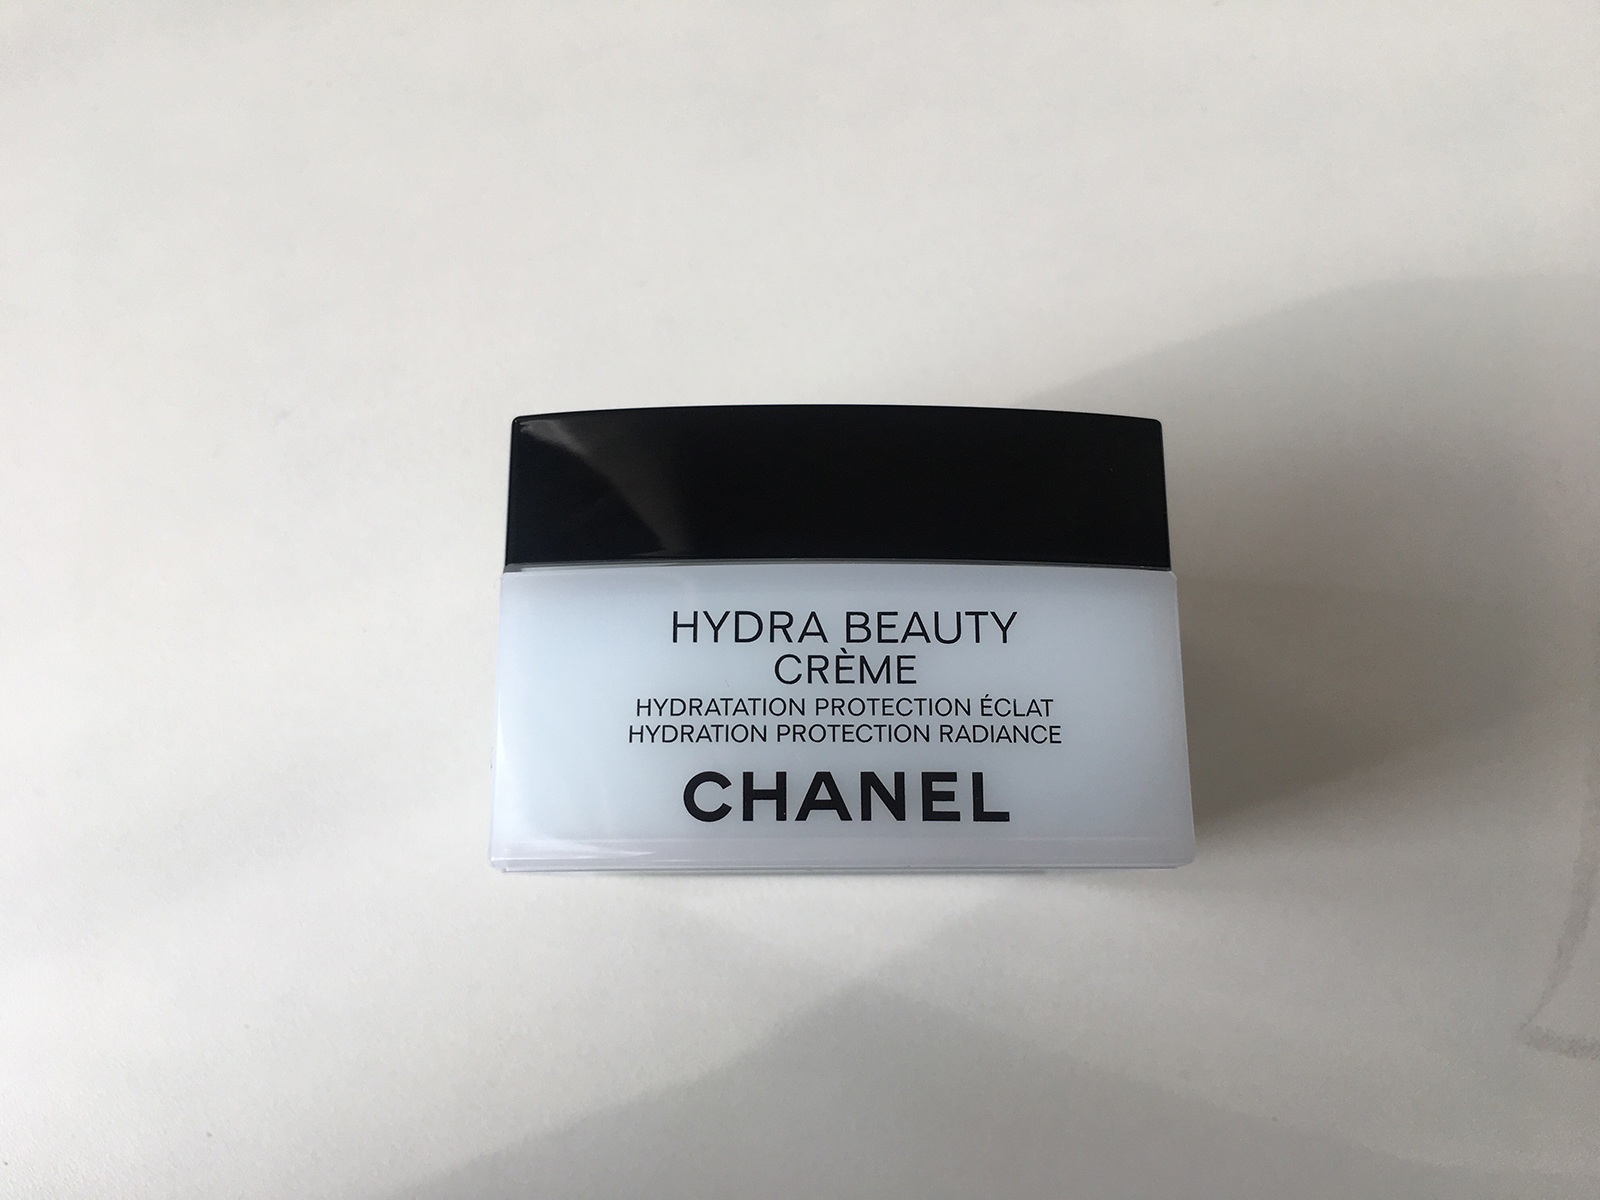 HYDRA BEAUTY
CRÈME
HYDRATATION PROTECTION ÉCLAT
HYDRATION PROTECTION RADIANCE
CHANEL